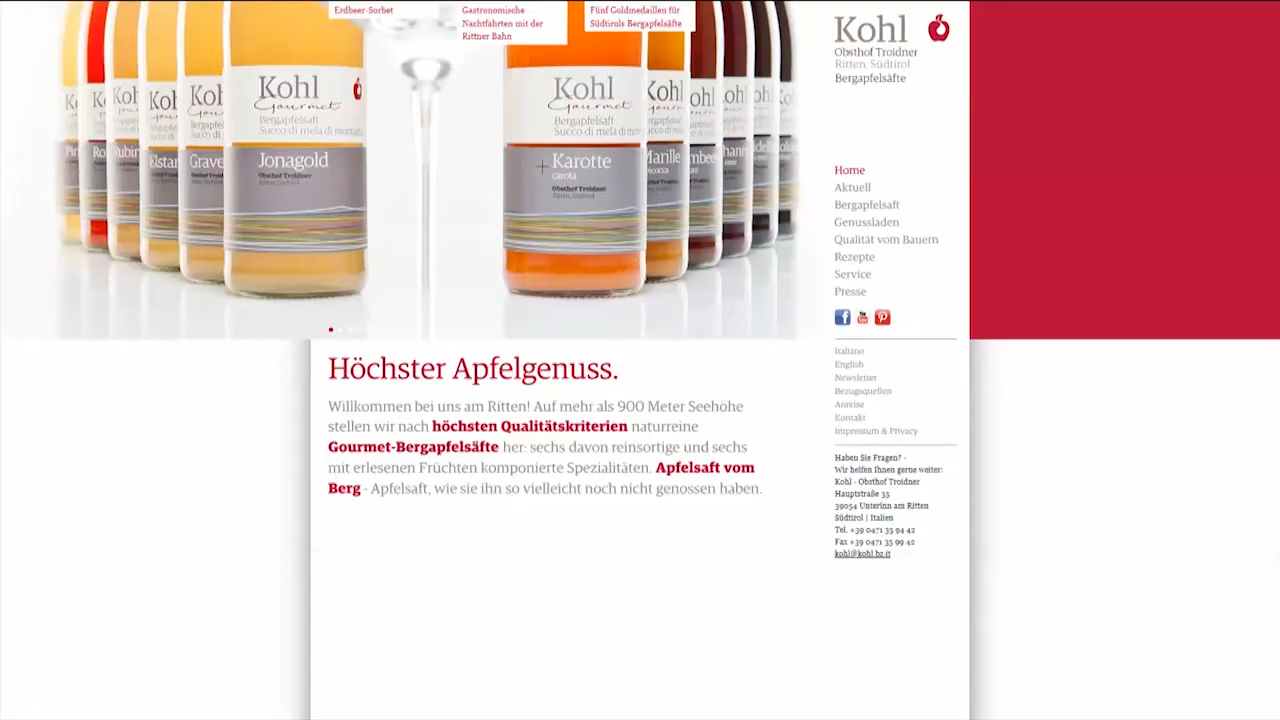 Erdbeer-Sorbet
Gastronomische
Nachtfahrten mit der
Rittner Bahn
Fünf Goldmedaillen für
Südtirols Bergapfelsäfte
Kohl
Gourmet
Bergapfelsaft
Succo di mela di montagna
Jonagold
Obsthof Troidner
Ritten, Südtirol
Kohl
Gourmet
Bergapfelsaft
Succo di mela di mon
Karotte
carota
Obsthof Troidner
Ritten, Südtirol
Rubin
Elstar
Grave
Marille
Kohl
Obsthof Troidner
Ritten, Südtirol
Bergapfelsäfte
Home
Aktuell
Bergapfelsaft
Genussladen
Qualität vom Bauern
Rezepte
Service
Presse
Italiano
English
Newsletter
Bezugsquellen
Anreise
Kontakt
Impressum & Privacy
Haben Sie Fragen? -
Wir helfen Ihnen gerne weiter:
Kohl - Obsthof Troidner
Hauptstraße 35
39054 Unterinn am Ritten
Südtirol | Italien
Tel. +39 0471 35 94 42
Fax +39 0471 35 99 42
kohl@kohl.bz.it
Höchster Apfelgenuss.
Willkommen bei uns am Ritten! Auf mehr als 900 Meter Seehöhe
stellen wir nach höchsten Qualitätskriterien naturreine
Gourmet-Bergapfelsäfte her: sechs davon reinsortige und sechs
mit erlesenen Früchten komponierte Spezialitäten. Apfelsaft vom
Berg - Apfelsaft, wie sie ihn so vielleicht noch nicht genossen haben.